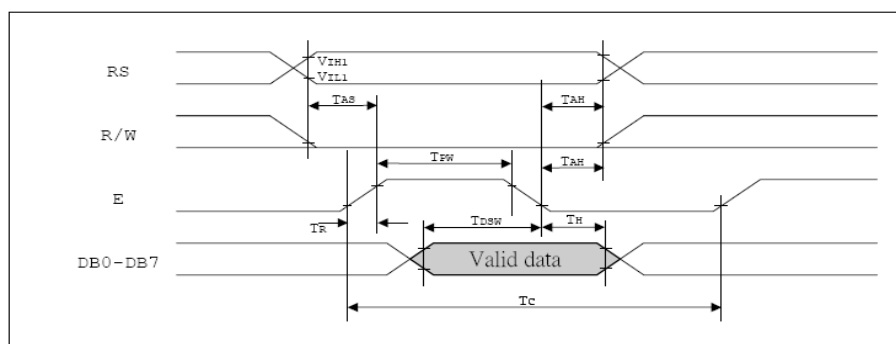 RS
VIH1
VIL1
TAS
TAH
R/W
TPW
TAH
E
TR
TDSW
TH
DB0-DB7
Valid data
TC